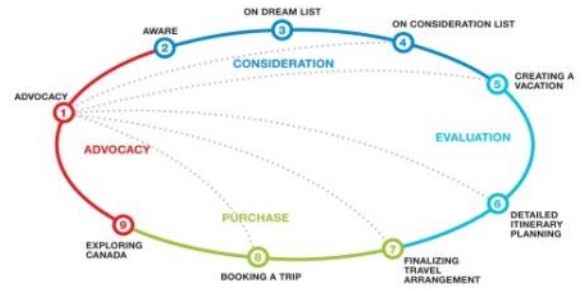 ON DREAM LIST
3
AWARE
2
ON CONSIDERATION LIST
4
CONSIDERATION
CREATING A
VACATION
5
ADVOCACY
1
EVALUATION
ADVOCACY
6
DETAILED
ITINERARY
PLANNING
PURCHASE
9
EXPLORING
CANADA
8
BOOKING A TRIP
7
FINALIZING
TRAVEL
ARRANGEMENT